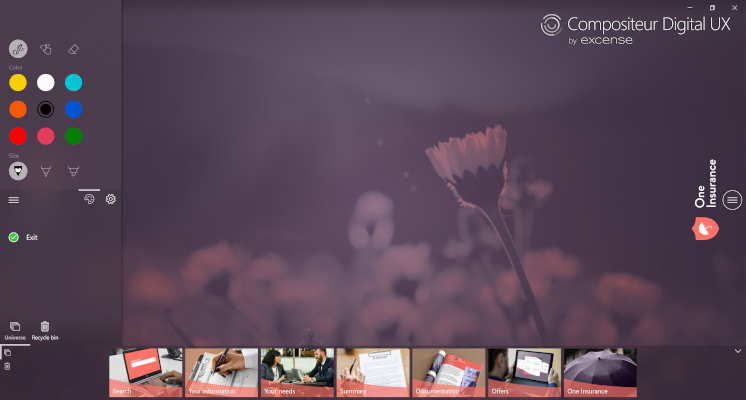 Compositeur Digital UX
by excense
Color
Size
One
Insurance
Exit
Universe
Recycle bin
Search
Your information
Your needs
Summary
Documentation
Offers
One Insurance